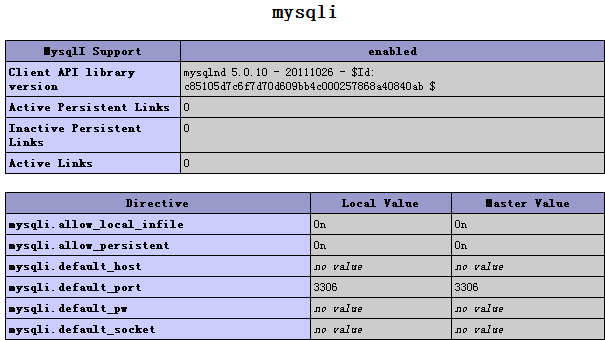 mysqli
MysqlI Support enabled
Client API library version mysqlnd 5.0.10 - 20111026 - $Id: c85105d7c6f7d70d609bb4c000257868a40840ab $
Active Persistent Links 0
Inactive Persistent Links 0
Active Links 0
Directive Local Value Master Value
mysqli.allow_local_infile On On
mysqli.allow_persistent On On
mysqli.default_host no value no value
mysqli.default_port 3306 3306
mysqli.default_pw no value no value
mysqli.default_socket no value no value